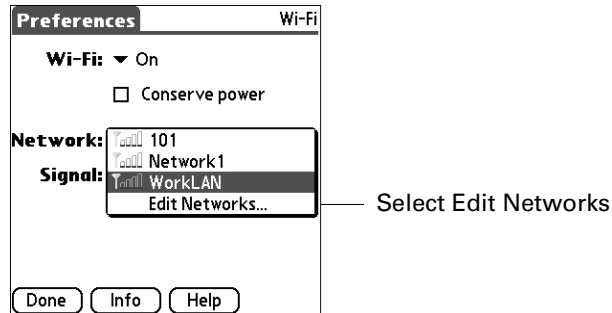 Preferences Wi-Fi
Wi-Fi: On
Conserve power
Network: 101
Network1
Signal: WorkLAN
Edit Networks... Select Edit Networks
Done Info Help